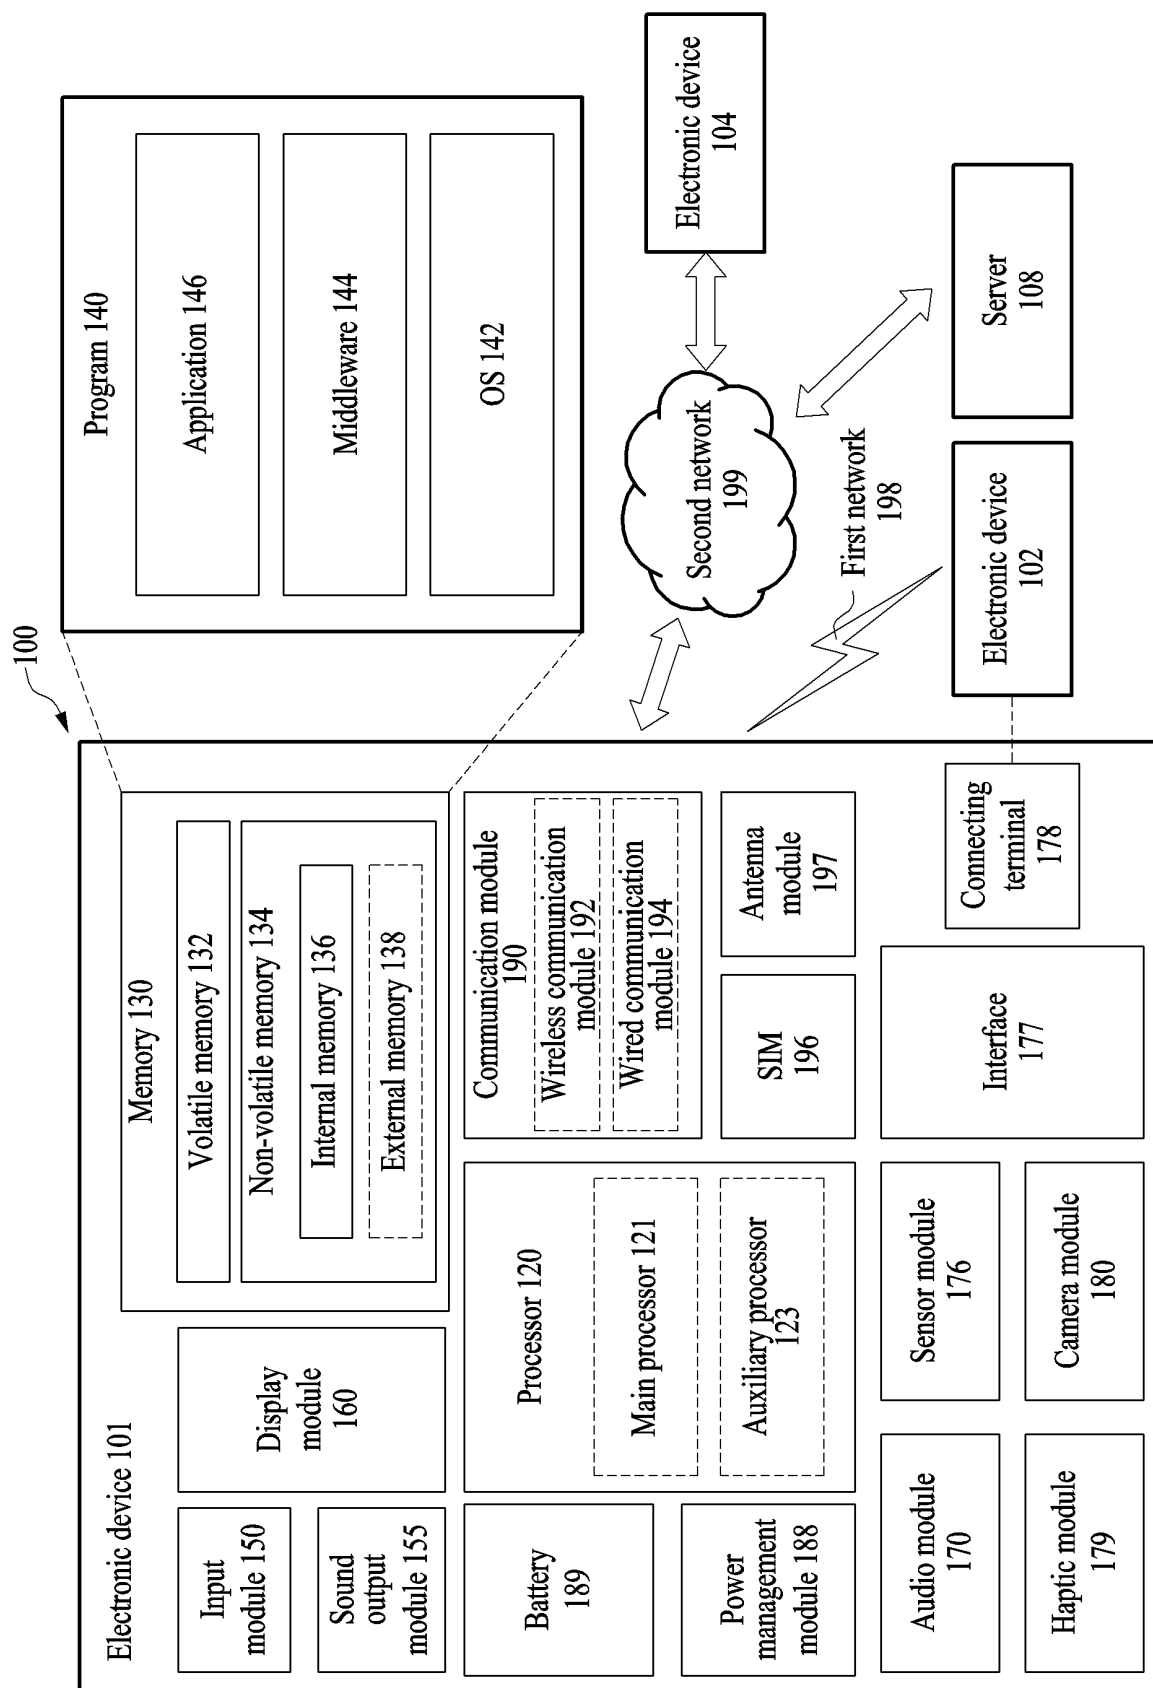 100
Electronic device 101
Input
module 150
Sound
output
module 155
Display
module
160
Memory 130
Volatile memory 132
Non-volatile memory 134
Internal memory 136
External memory 138
Program 140
Application 146
Middleware 144
OS 142
Battery
189
Power
management
module 188
Processor 120
Main processor 121
Auxiliary processor
123
Communication module
190
Wireless communication
module 192
Wired communication
module 194
SIM
196
Antenna
module
197
Second network
199
Electronic device
104
First network
198
Audio module
170
Haptic module
179
Sensor module
176
Camera module
180
Interface
177
Connecting
terminal
178
Electronic device
102
Server
108